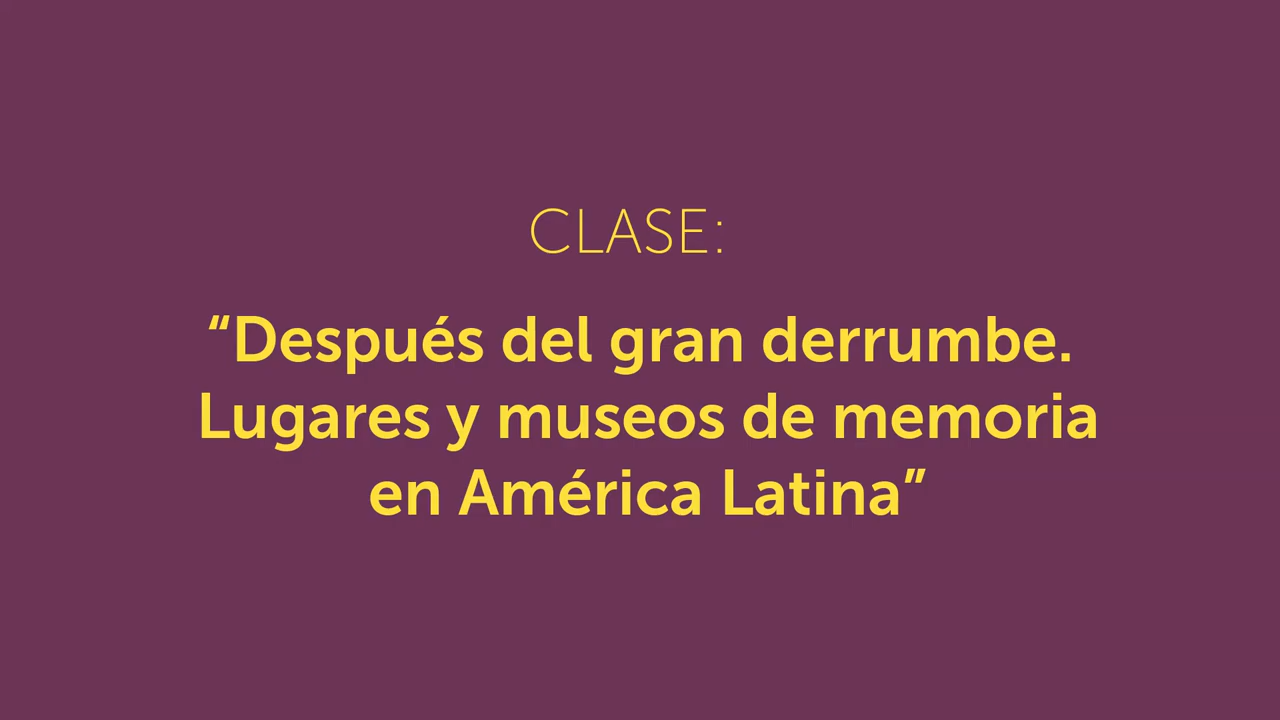 CLASE:
“Después del gran derrumbe.
Lugares y museos de memoria
en América Latina”